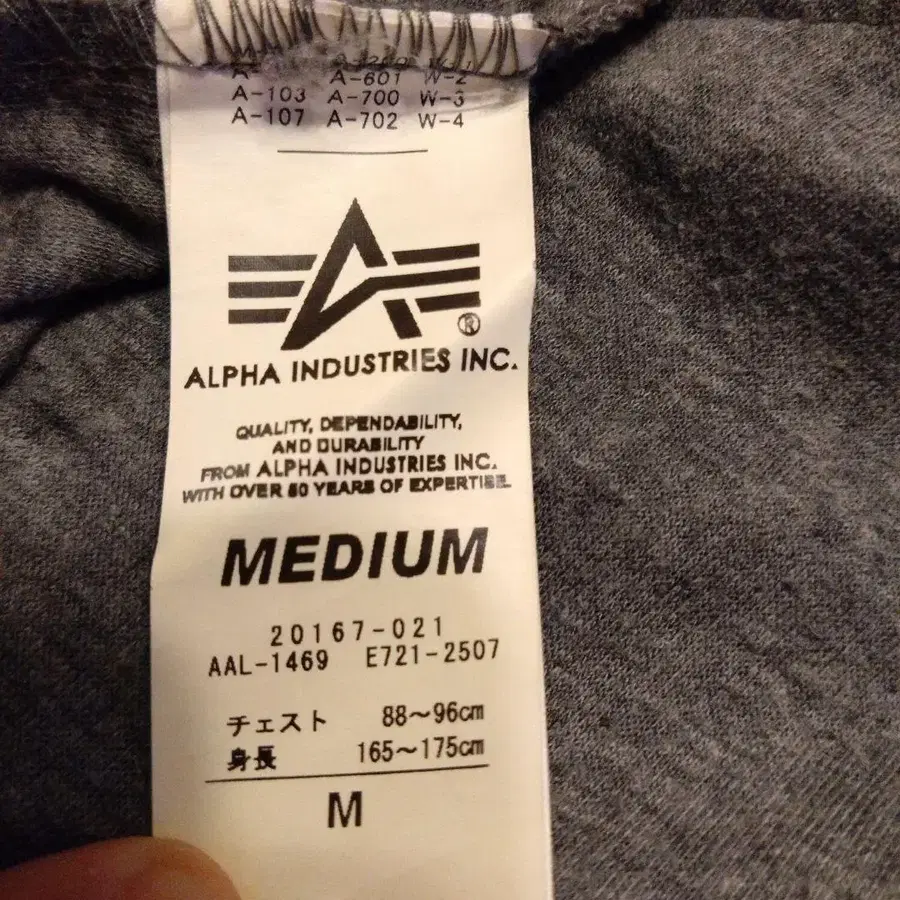 A-601 W-2
A-103 A-700 W-3
A-107 A-702 W-4
®
ALPHA INDUSTRIES INC.
QUALITY, DEPENDABILITY,
AND DURABILITY
FROM ALPHA INDUSTRIES INC.
WITH OVER 50 YEARS OF EXPERTISE.
MEDIUM
20167-021
AAL-1469 E721-2507
チェスト 88～96cm
身長 165～175cm
M